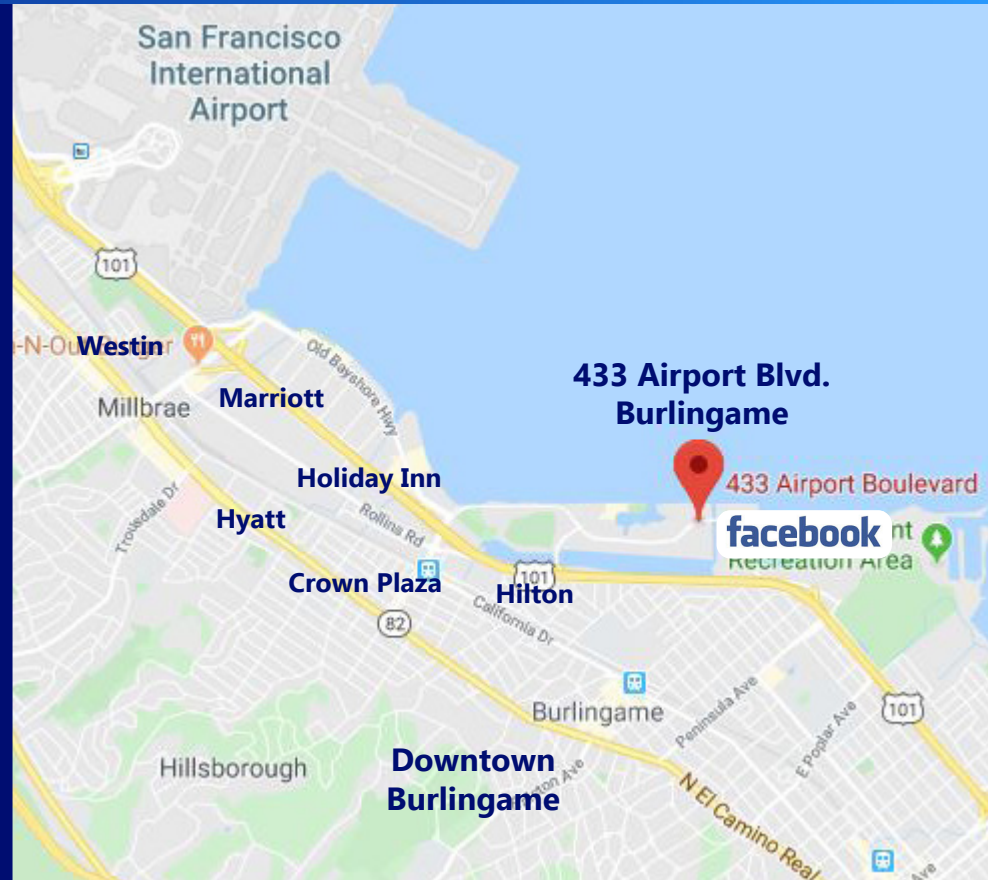 San Francisco
International
Airport
101
-N-Ou
Westin
Marriott
Millbrae
Old Bayshore Hwy
433 Airport Blvd.
Burlingame
Holiday Inn
433 Airport Boulevard
Trousdale Dr
Hyatt
Rollins Rd
facebook
Recreation Area
Crown Plaza
101
Hilton
California Dr
82
Burlingame
Peninsula Ave
101
E Poplar Ave
Hillsborough
Downtown
Burlingame
N El Camino Real
Ave